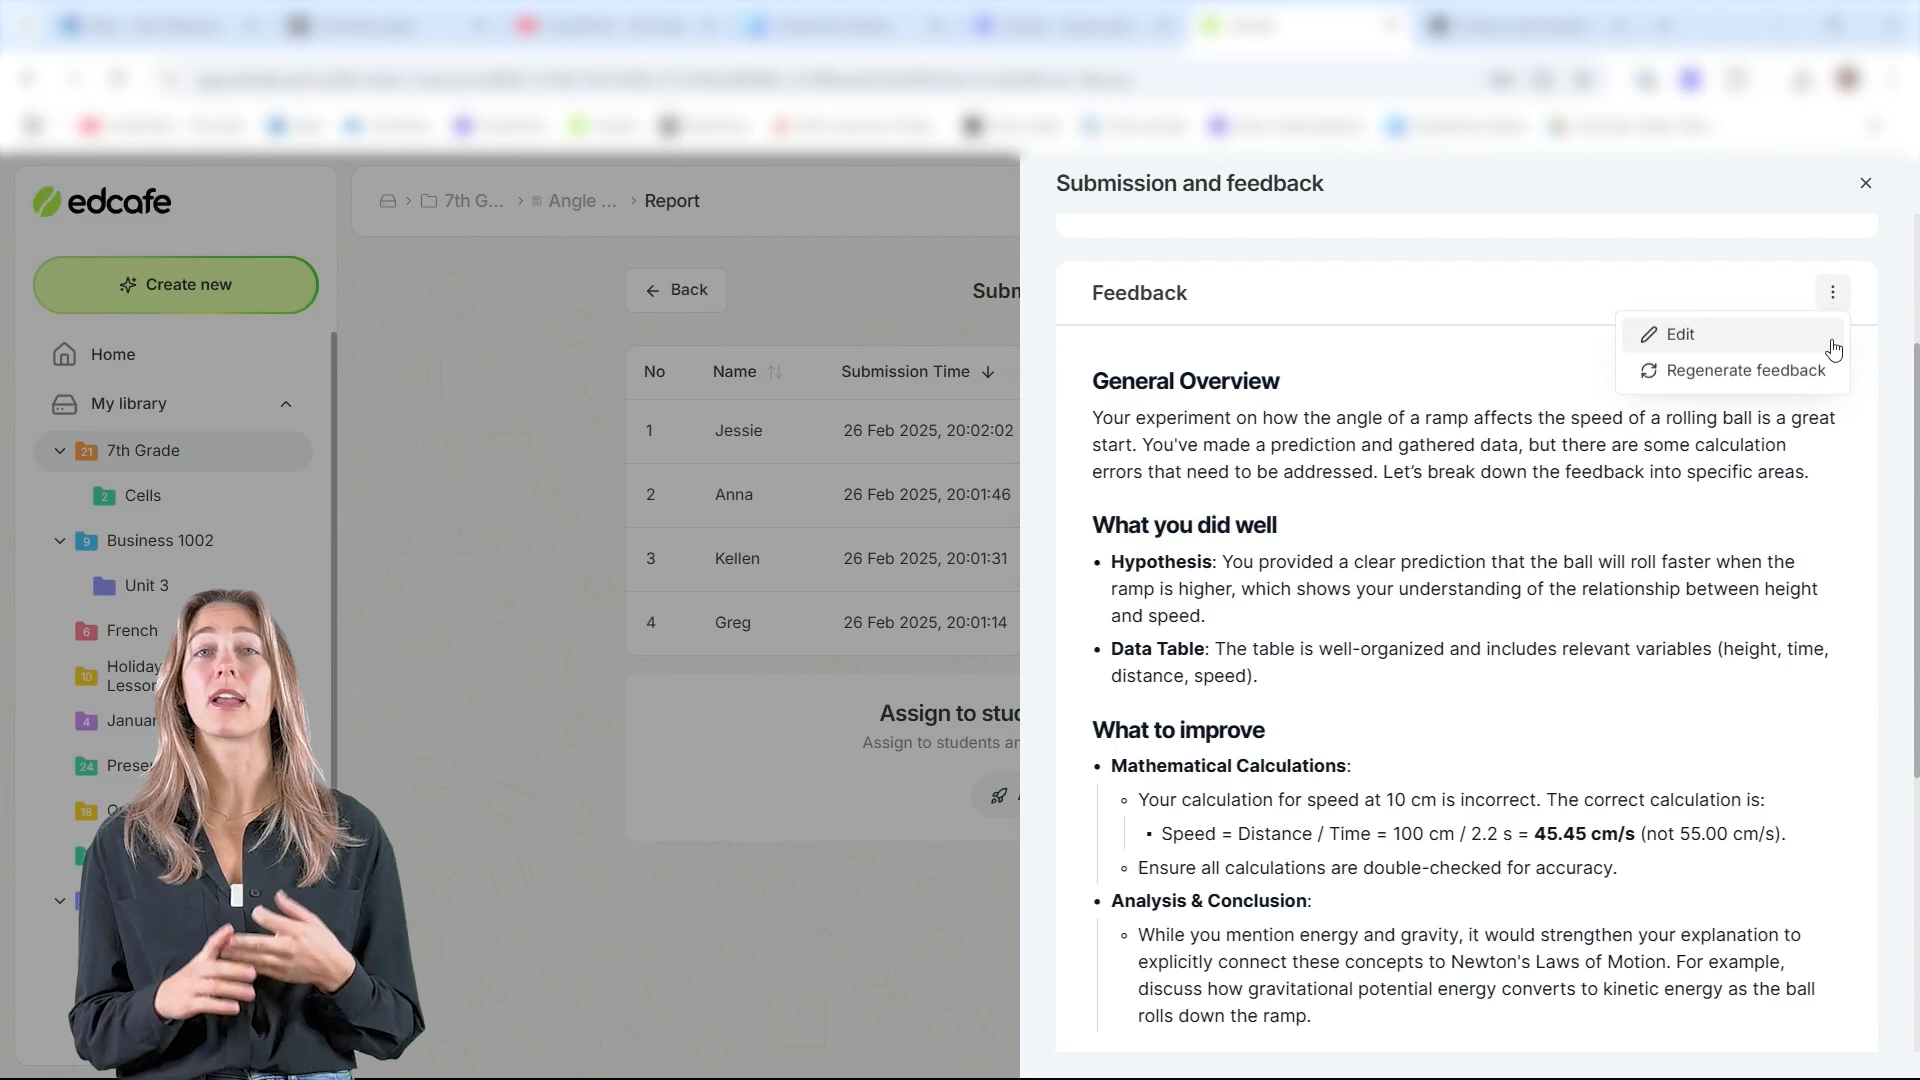 edcafe
Create new
Home
My library
21 7th Grade
2 Cells
9 Business 1002
Unit 3
6 French
10 Holiday
4
24
18
7th G... > Angle ... > Report
Back
No Name Submission Time
1 Jessie 26 Feb 2025, 20:02:02
2 Anna 26 Feb 2025, 20:01:46
3 Kellen 26 Feb 2025, 20:01:31
4 Greg 26 Feb 2025, 20:01:14
Submission and feedback
Feedback
Edit
Regenerate feedback
General Overview
Your experiment on how the angle of a ramp affects the speed of a rolling ball is a great
start. You've made a prediction and gathered data, but there are some calculation
errors that need to be addressed. Let's break down the feedback into specific areas.
What you did well
• Hypothesis: You provided a clear prediction that the ball will roll faster when the
ramp is higher, which shows your understanding of the relationship between height
and speed.
• Data Table: The table is well-organized and includes relevant variables (height, time,
distance, speed).
What to improve
• Mathematical Calculations:
◦ Your calculation for speed at 10 cm is incorrect. The correct calculation is:
▪ Speed = Distance / Time = 100 cm / 2.2 s = 45.45 cm/s (not 55.00 cm/s).
◦ Ensure all calculations are double-checked for accuracy.
• Analysis & Conclusion:
◦ While you mention energy and gravity, it would strengthen your explanation to
explicitly connect these concepts to Newton's Laws of Motion. For example,
discuss how gravitational potential energy converts to kinetic energy as the ball
rolls down the ramp.
Assign to
Assign to students